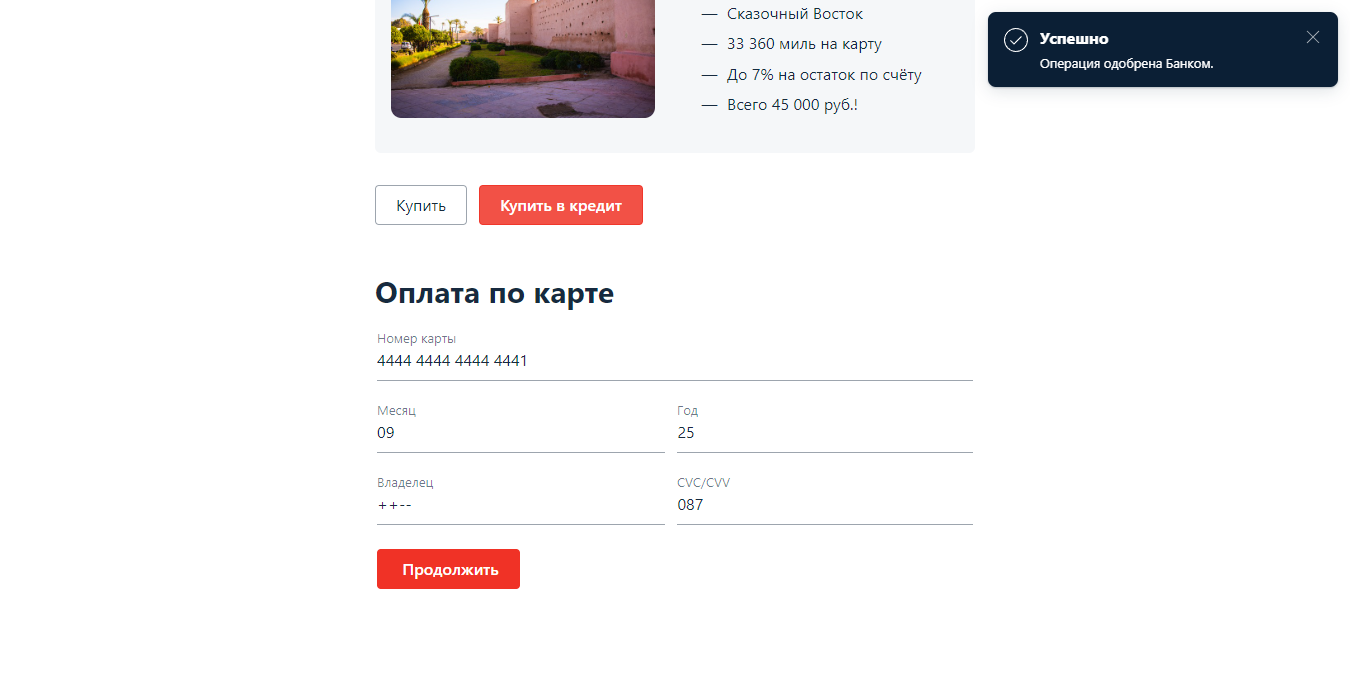 — Сказочный Восток
— 33 360 миль на карту
— До 7% на остаток по счёту
— Всего 45 000 руб.!
Успешно
Операция одобрена Банком.
Купить
Купить в кредит
Оплата по карте
Номер карты
4444 4444 4444 4441
Месяц
Год
09
25
Владелец
CVC/CVV
++--
087
Продолжить